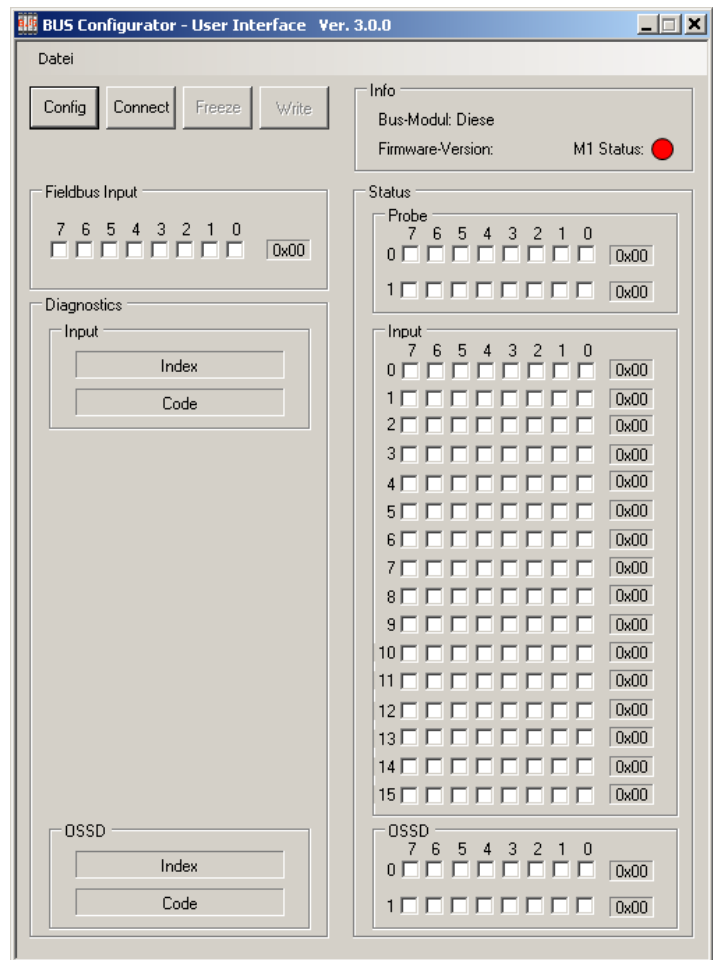 BUS Configurator - User Interface Ver. 3.0.0
Datei
Config Connect Freeze Write
Info
Bus-Modul: Diese
Firmware-Version: M1 Status:
Fieldbus Input
7 6 5 4 3 2 1 0
0x00
Diagnostics
Input
Index
Code
OSSD
Index
Code
Status
Probe
7 6 5 4 3 2 1 0
0 0x00
1 0x00
Input
7 6 5 4 3 2 1 0
0 0x00
1 0x00
2 0x00
3 0x00
4 0x00
5 0x00
6 0x00
7 0x00
8 0x00
9 0x00
10 0x00
11 0x00
12 0x00
13 0x00
14 0x00
15 0x00
OSSD
7 6 5 4 3 2 1 0
0 0x00
1 0x00